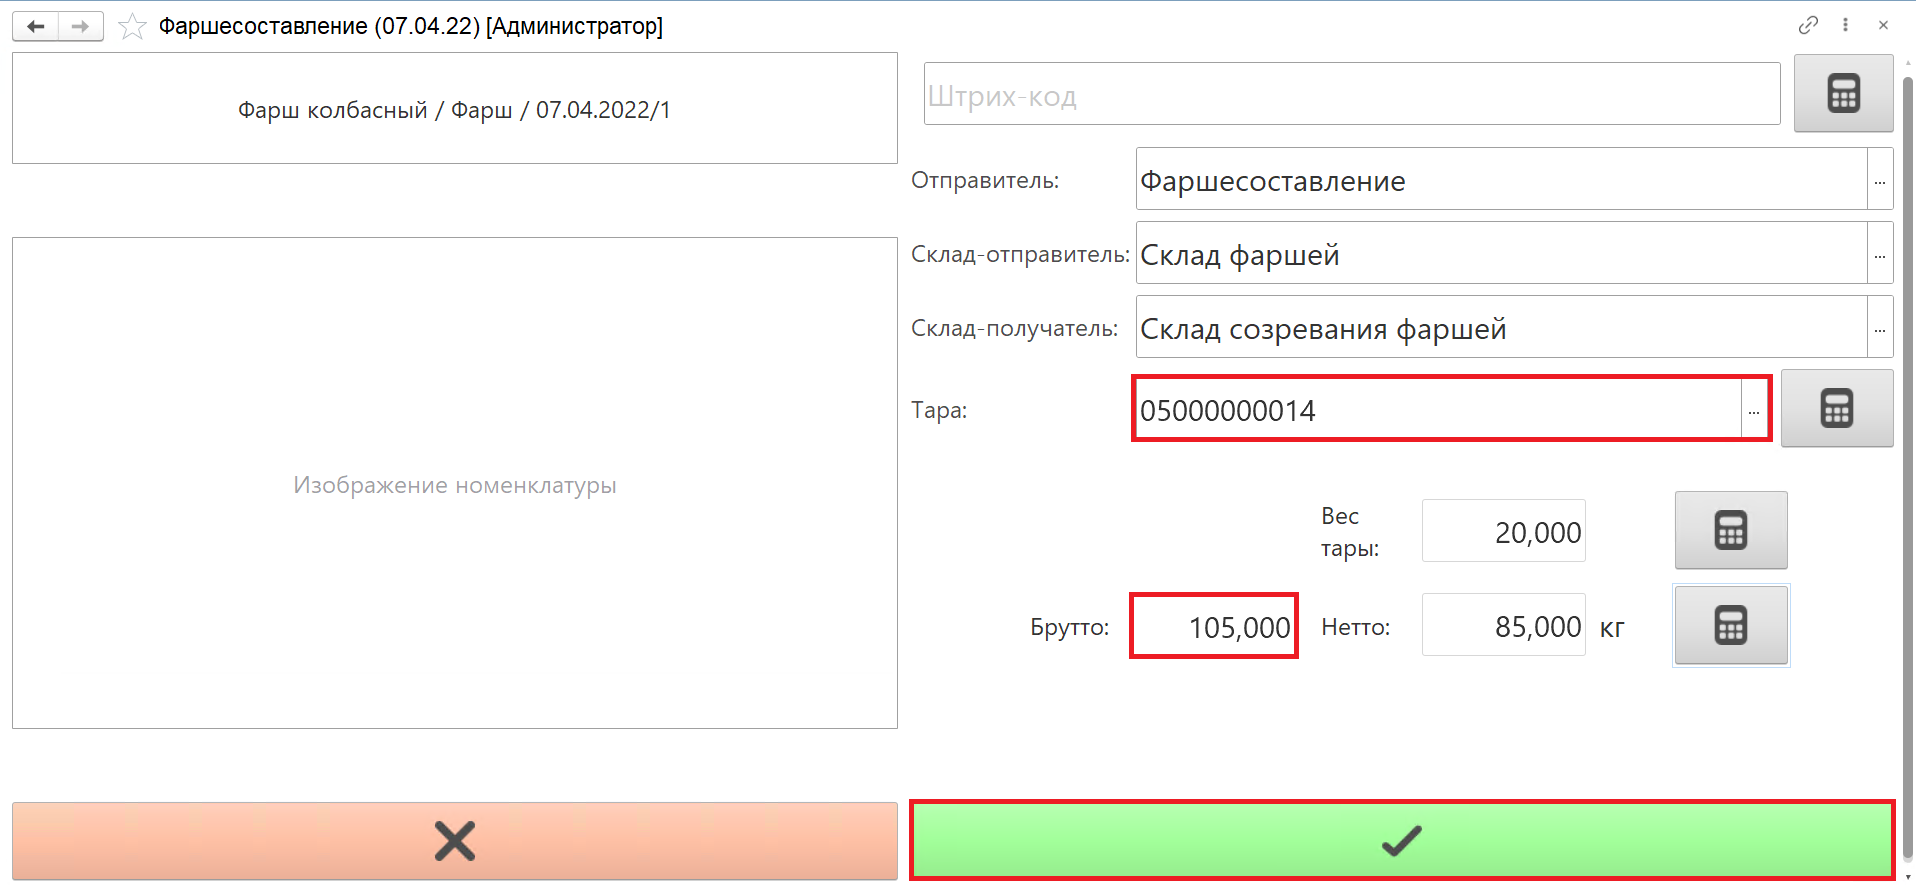 Фаршесоставление (07.04.22) [Администратор]
Фарш колбасный / Фарш / 07.04.2022/1
Изображение номенклатуры
Штрих-код
Отправитель: Фаршесоставление ...
Склад-отправитель: Склад фаршей ...
Склад-получатель: Склад созревания фаршей ...
Тара: 05000000014 ...
Вес
тары: 20,000
Брутто: 105,000 Нетто: 85,000 кг